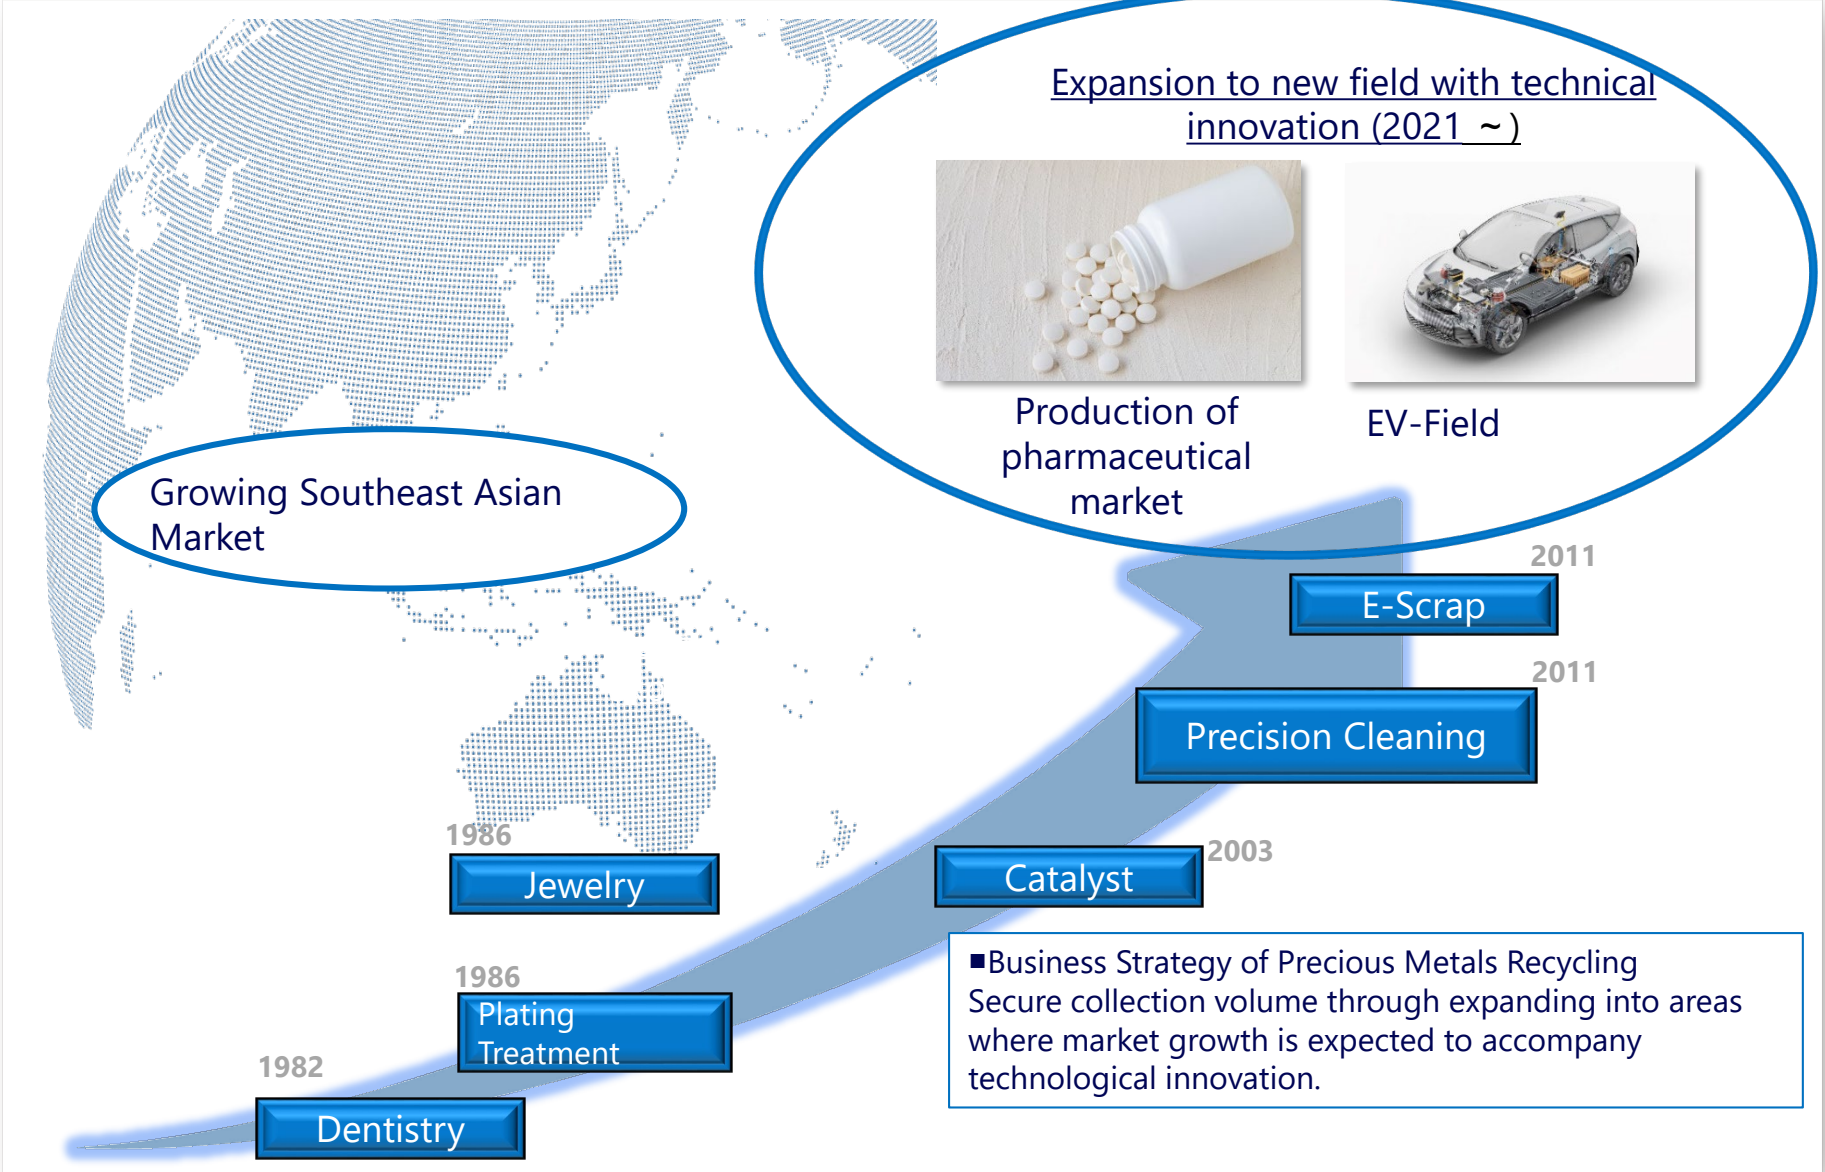 Expansion to new field with technical
innovation (2021 ~)
Production of
pharmaceutical
market
EV-Field
Growing Southeast Asian
Market
2011
E-Scrap
2011
Precision Cleaning
1986
Jewelry
2003
Catalyst
1986
Plating
Treatment
1982
Dentistry
■Business Strategy of Precious Metals Recycling
Secure collection volume through expanding into areas
where market growth is expected to accompany
technological innovation.